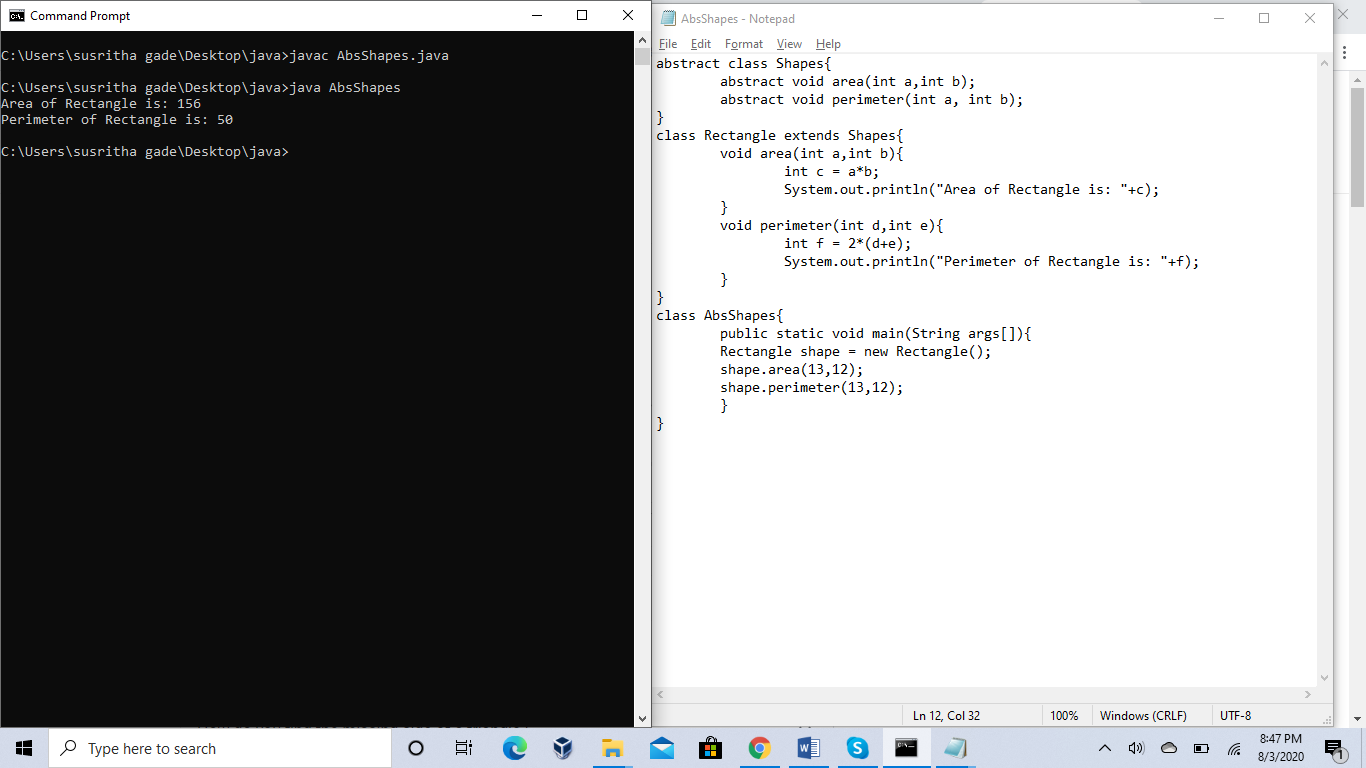 Command Prompt
C:\Users\susritha gade\Desktop\java>javac AbsShapes.java
C:\Users\susritha gade\Desktop\java>java AbsShapes
Area of Rectangle is: 156
Perimeter of Rectangle is: 50
C:\Users\susritha gade\Desktop\java>
AbsShapes - Notepad
File Edit Format View Help
abstract class Shapes{
abstract void area(int a,int b);
abstract void perimeter(int a, int b);
}
class Rectangle extends Shapes{
void area(int a,int b){
int c = a*b;
System.out.println("Area of Rectangle is: "+c);
}
void perimeter(int d,int e){
int f = 2*(d+e);
System.out.println("Perimeter of Rectangle is: "+f);
}
}
class AbsShapes{
public static void main(String args[]){
Rectangle shape = new Rectangle();
shape.area(13,12);
shape.perimeter(13,12);
}
}
Ln 12, Col 32 100% Windows (CRLF) UTF-8
Type here to search
8:47 PM
8/3/2020
1